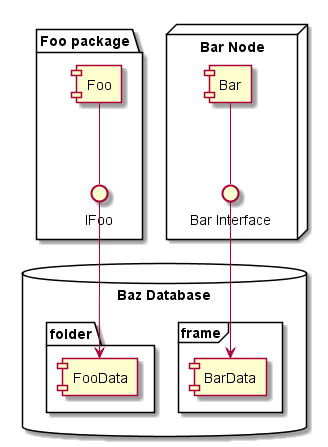 Foo package
Bar Node
Foo
Bar
IFoo
Bar Interface
Baz Database
folder
frame
FooData
BarData